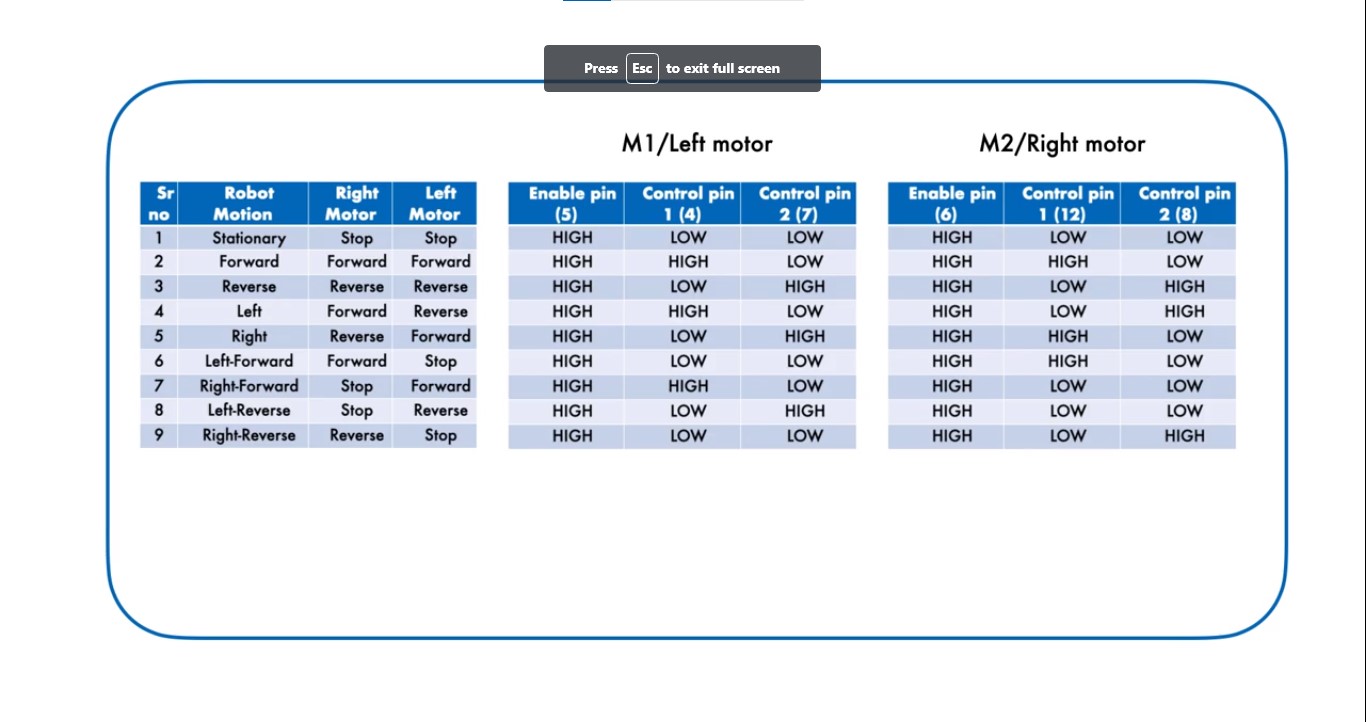 Press Esc to exit full screen
M1/Left motor M2/Right motor
Sr no Robot Motion Right Motor Left Motor Enable pin (5) Control pin 1 (4) Control pin 2 (7) Enable pin (6) Control pin 1 (12) Control pin 2 (8)
1 Stationary Stop Stop HIGH LOW LOW HIGH LOW LOW
2 Forward Forward Forward HIGH HIGH LOW HIGH HIGH LOW
3 Reverse Reverse Reverse HIGH LOW HIGH HIGH LOW HIGH
4 Left Forward Reverse HIGH HIGH LOW HIGH LOW HIGH
5 Right Reverse Forward HIGH LOW HIGH HIGH HIGH LOW
6 Left-Forward Forward Stop HIGH LOW LOW HIGH HIGH LOW
7 Right-Forward Stop Forward HIGH HIGH LOW HIGH LOW LOW
8 Left-Reverse Stop Reverse HIGH LOW HIGH HIGH LOW LOW
9 Right-Reverse Reverse Stop HIGH LOW LOW HIGH LOW HIGH